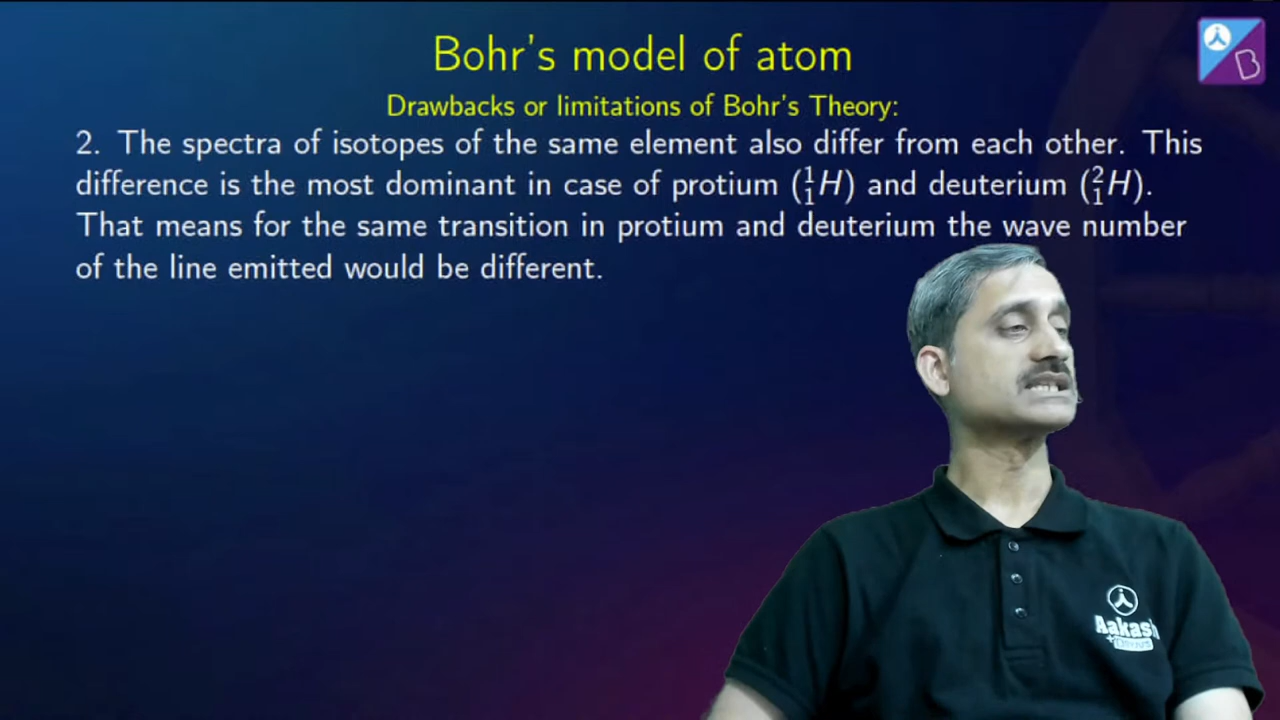 Bohr's model of atom
Drawbacks or limitations of Bohr's Theory:
2. The spectra of isotopes of the same element also differ from each other. This
difference is the most dominant in case of protium (¹₁H) and deuterium (²₁H).
That means for the same transition in protium and deuterium the wave number
of the line emitted would be different.
B
Aakash